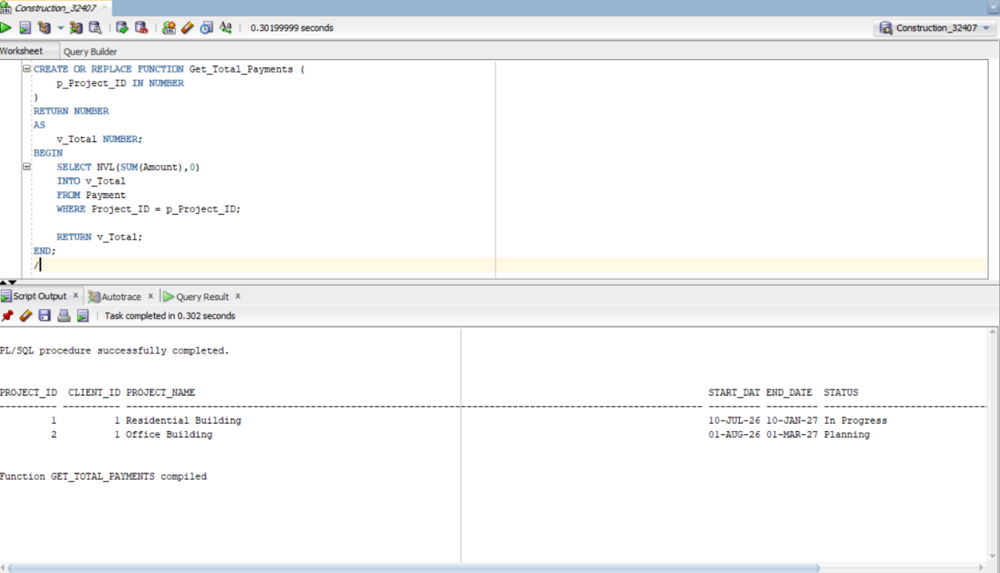 Construction_32407
0.30199999 seconds
Construction_32407
Worksheet
Query Builder
CREATE OR REPLACE FUNCTION Get_Total_Payments (
p_Project_ID IN NUMBER
)
RETURN NUMBER
AS
v_Total NUMBER;
BEGIN
SELECT NVL(SUM(Amount),0)
INTO v_Total
FROM Payment
WHERE Project_ID = p_Project_ID;
RETURN v_Total;
END;
/
Script Output x Autotrace x Query Result x
Task completed in 0.302 seconds
PL/SQL procedure successfully completed.
PROJECT_ID CLIENT_ID PROJECT_NAME START_DAT END_DATE STATUS
1 1 Residential Building 10-JUL-26 10-JAN-27 In Progress
2 1 Office Building 01-AUG-26 01-MAR-27 Planning
Function GET_TOTAL_PAYMENTS compiled